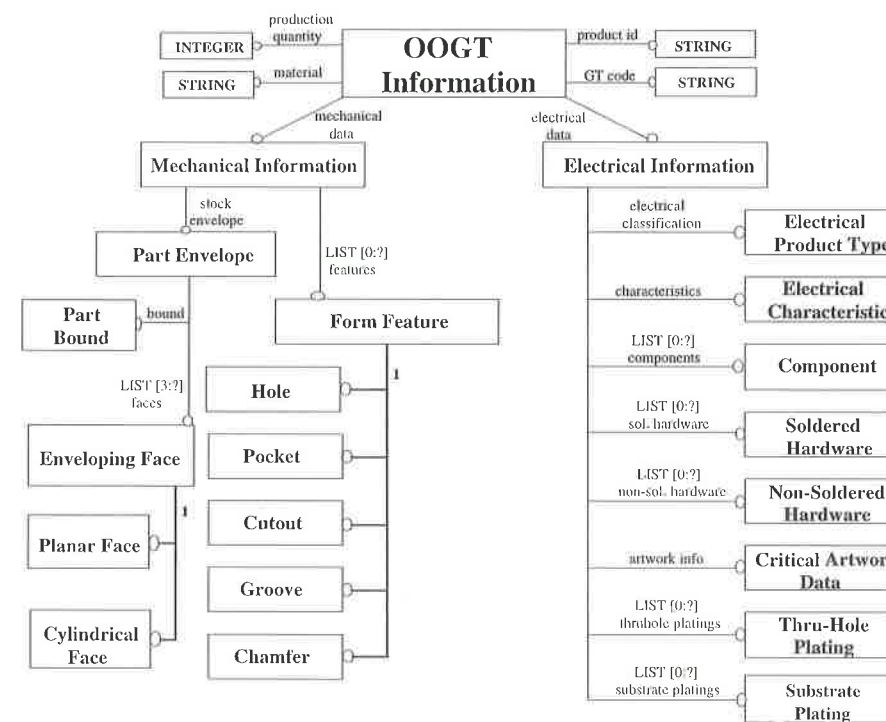 production
quantity
INTEGER
material
STRING
OOGT
Information
product id
STRING
GT code
STRING
mechanical
data
electrical
data
Mechanical Information
Electrical Information
stock
envelope
Part Envelope
LIST [0:?]
features
bound
Part
Bound
Form Feature
LIST [3:?]
faces
Enveloping Face
1
Planar Face
Cylindrical
Face
1
Hole
Pocket
Cutout
Groove
Chamfer
electrical
classification
Electrical
Product Type
characteristics
Electrical
Characteristic
LIST [0:?]
components
Component
LIST [0:?]
sol. hardware
Soldered
Hardware
LIST [0:?]
non-sol. hardware
Non-Soldered
Hardware
artwork info
Critical Artwor
Data
LIST [0:?]
thruhole platings
Thru-Hole
Plating
LIST [0:?]
substrate platings
Substrate
Plating